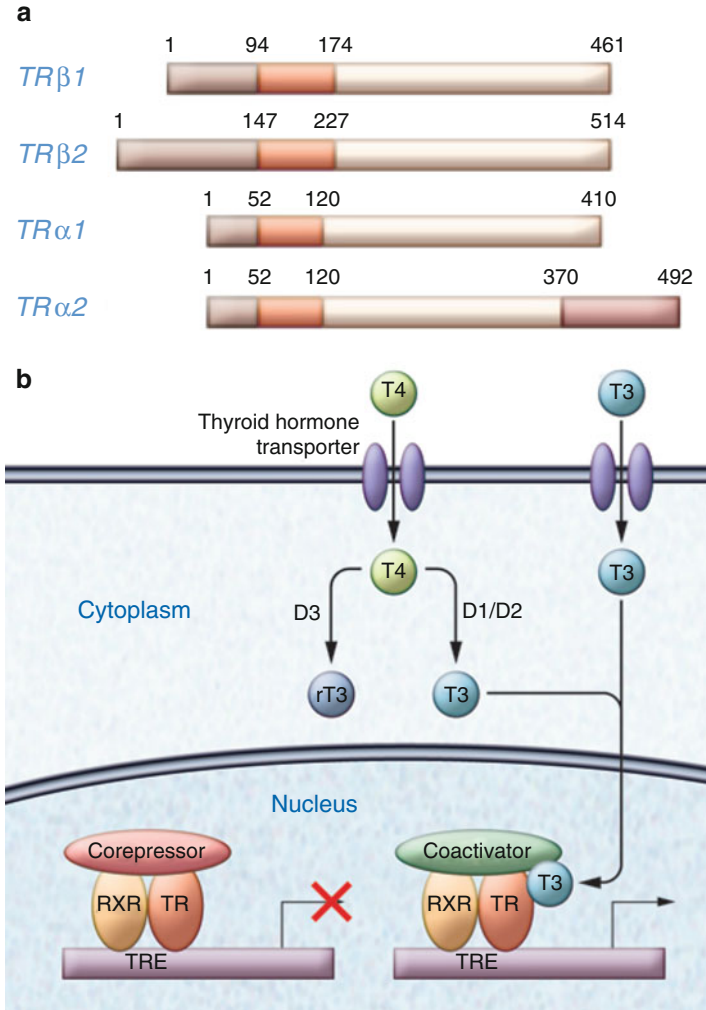 a
1 94 174 461
TRβ1
1 147 227 514
TRβ2
1 52 120 410
TRα1
1 52 120 370 492
TRα2
b
T4 T3
Thyroid hormone
transporter
T4 T3
Cytoplasm
D3 D1/D2
rT3 T3
Nucleus
Corepressor Coactivator
T3
RXR TR RXR TR
TRE TRE